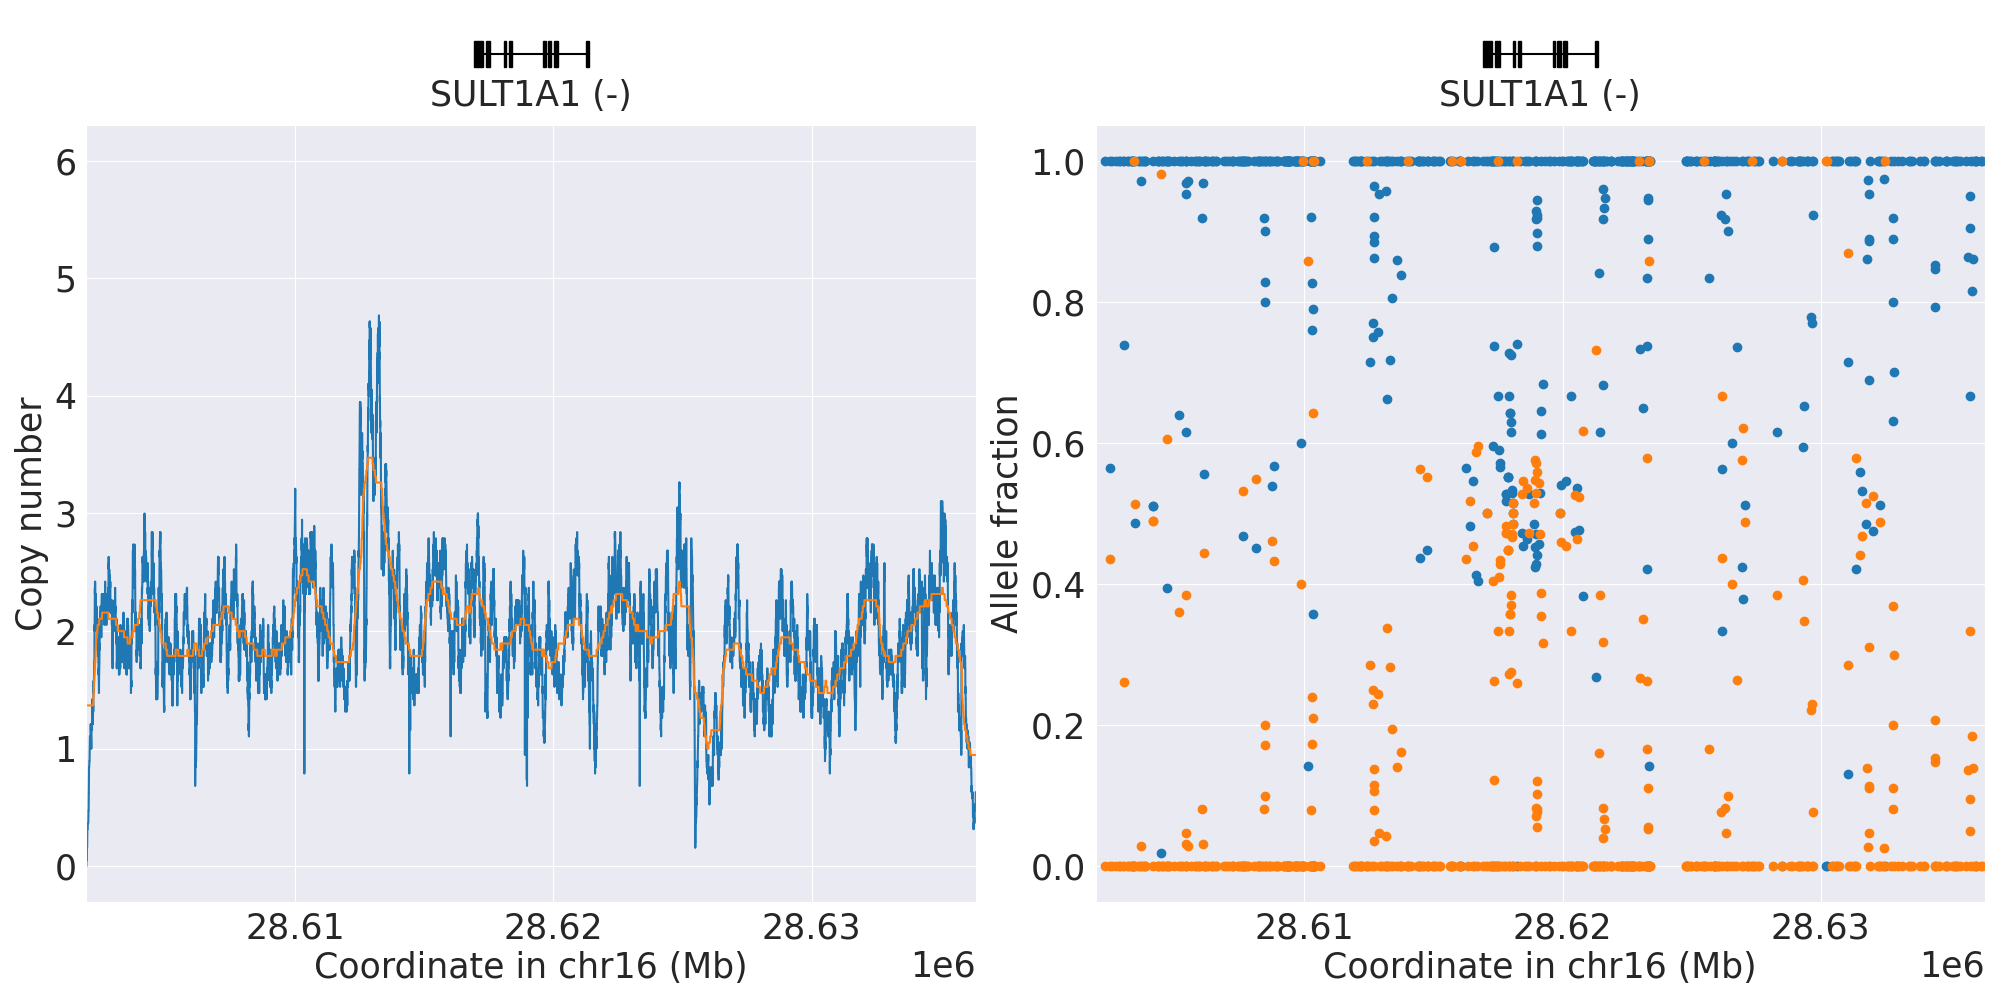 SULT1A1 (-)
Copy number
6
5
4
3
2
1
0
28.61
28.62
28.63
Coordinate in chr16 (Mb)
1e6
SULT1A1 (-)
Allele fraction
1.0
0.8
0.6
0.4
0.2
0.0
28.61
28.62
28.63
Coordinate in chr16 (Mb)
1e6